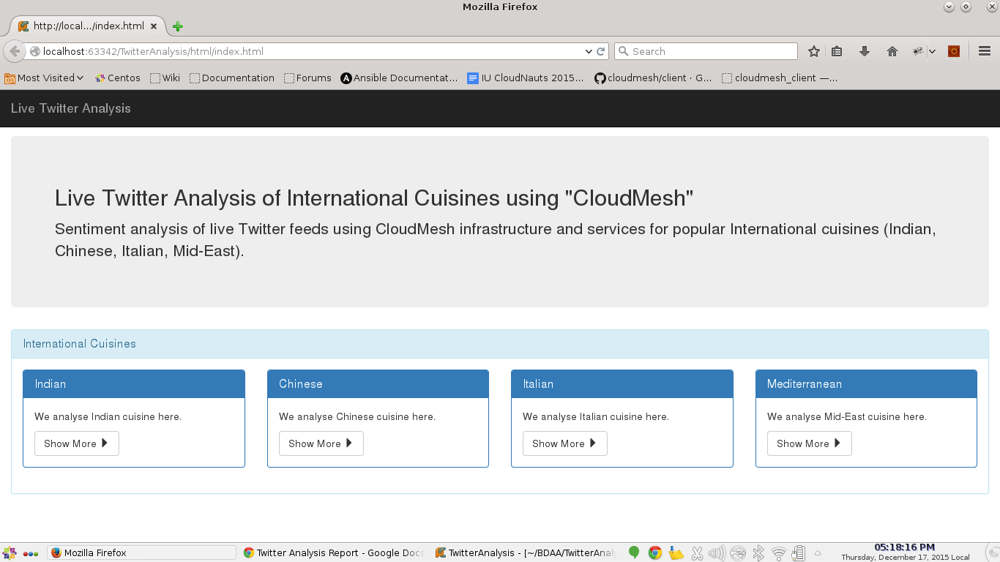 Mozilla Firefox
http://local.../index.html
localhost:63342/TwitterAnalysis/html/index.html
Search
Most Visited
Centos
Wiki
Documentation
Forums
Ansible Documentat...
IU CloudNauts 2015...
cloudmesh/client · G...
cloudmesh_client —...
Live Twitter Analysis
Live Twitter Analysis of International Cuisines using "CloudMesh"
Sentiment analysis of live Twitter feeds using CloudMesh infrastructure and services for popular International cuisines (Indian,
Chinese, Italian, Mid-East).
International Cuisines
Indian
We analyse Indian cuisine here.
Show More
Chinese
We analyse Chinese cuisine here.
Show More
Italian
We analyse Italian cuisine here.
Show More
Mediterranean
We analyse Mid-East cuisine here.
Show More
Mozilla Firefox
Twitter Analysis Report - Google Docs
TwitterAnalysis - [~/BDAA/TwitterAnal
05:18:16 PM
Thursday, December 17, 2015 Local